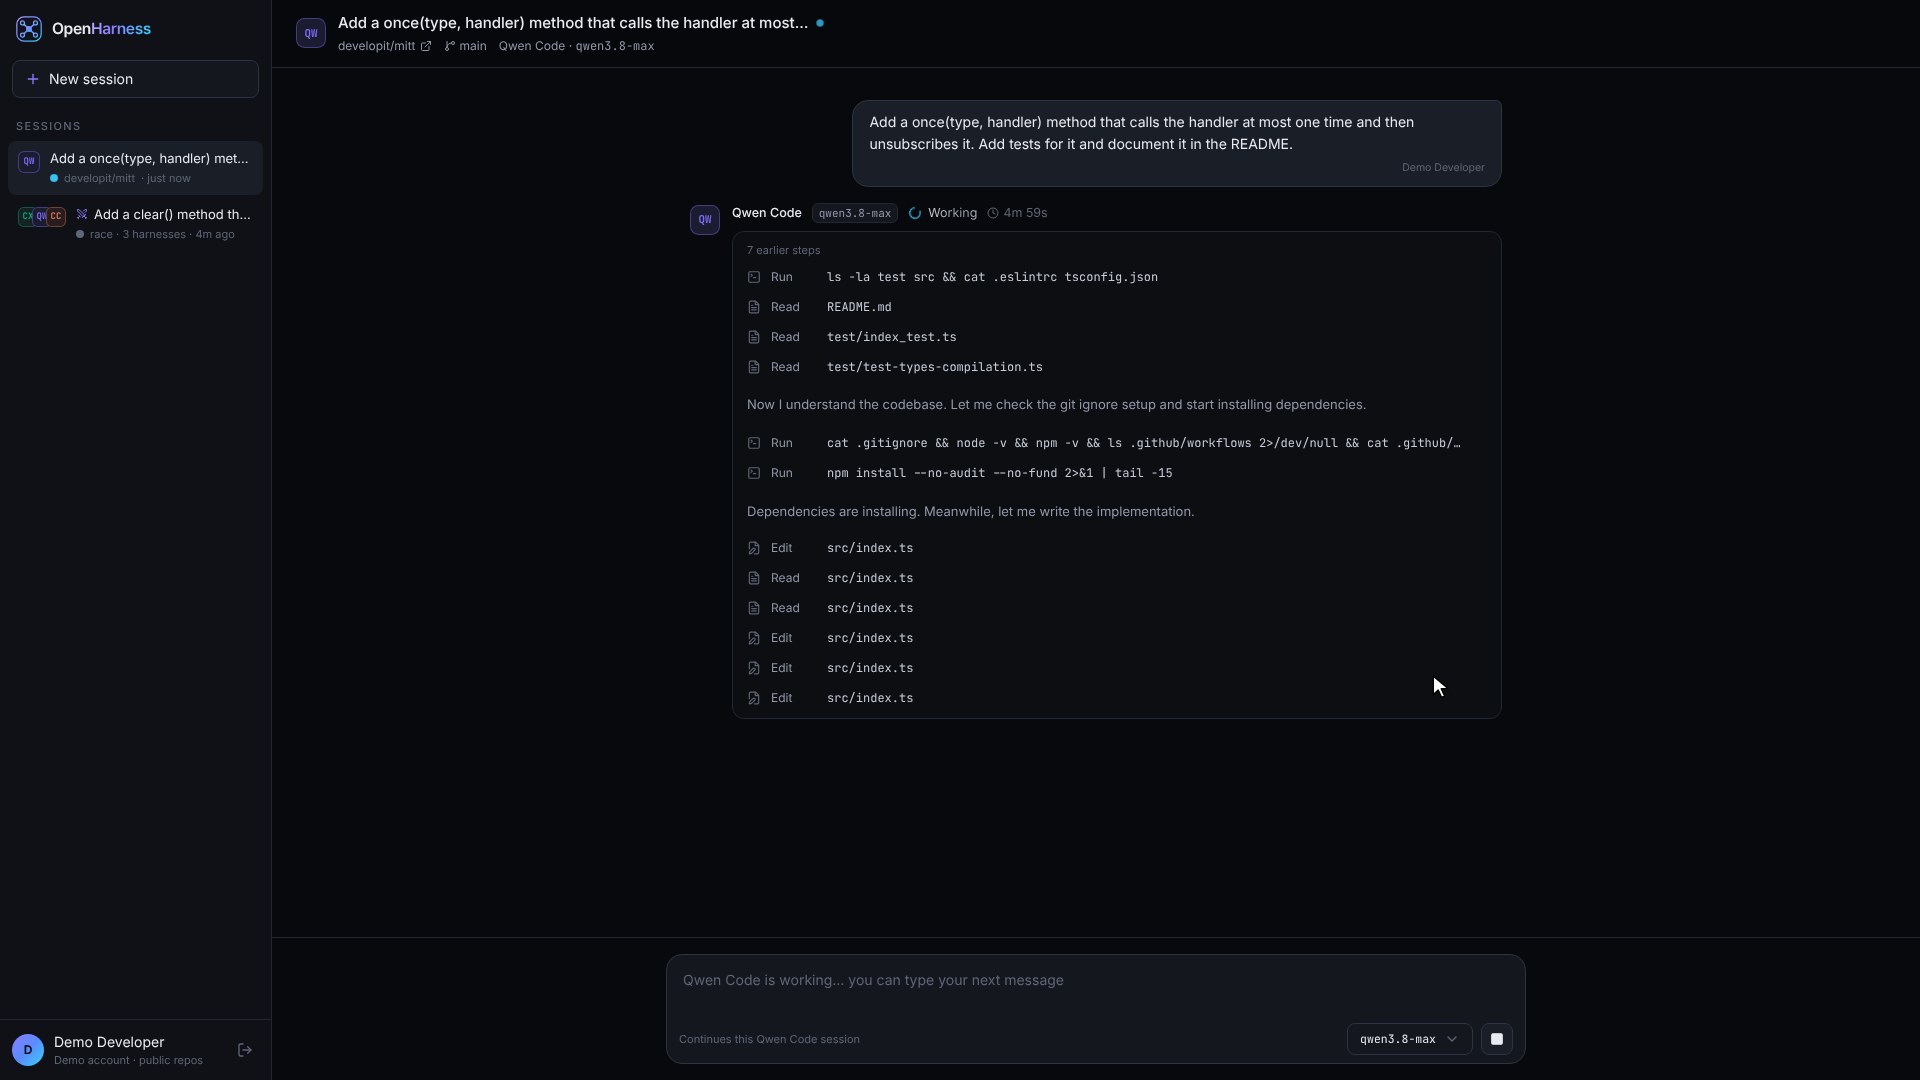 OpenHarness
New session
SESSIONS
QW
Add a once(type, handler) met...
developit/mitt · just now
CX QW CC
Add a clear() method th...
race · 3 harnesses · 4m ago
D
Demo Developer
Demo account · public repos
QW
Add a once(type, handler) method that calls the handler at most...
developit/mitt main Qwen Code · qwen3.8-max
Add a once(type, handler) method that calls the handler at most one time and then
unsubscribes it. Add tests for it and document it in the README.
Demo Developer
QW
Qwen Code qwen3.8-max Working 4m 59s
7 earlier steps
Run ls -la test src && cat .eslintrc tsconfig.json
Read README.md
Read test/index_test.ts
Read test/test-types-compilation.ts
Now I understand the codebase. Let me check the git ignore setup and start installing dependencies.
Run cat .gitignore && node -v && npm -v && ls .github/workflows 2>/dev/null && cat .github/…
Run npm install --no-audit --no-fund 2>&1 | tail -15
Dependencies are installing. Meanwhile, let me write the implementation.
Edit src/index.ts
Read src/index.ts
Read src/index.ts
Edit src/index.ts
Edit src/index.ts
Edit src/index.ts
Qwen Code is working... you can type your next message
Continues this Qwen Code session
qwen3.8-max